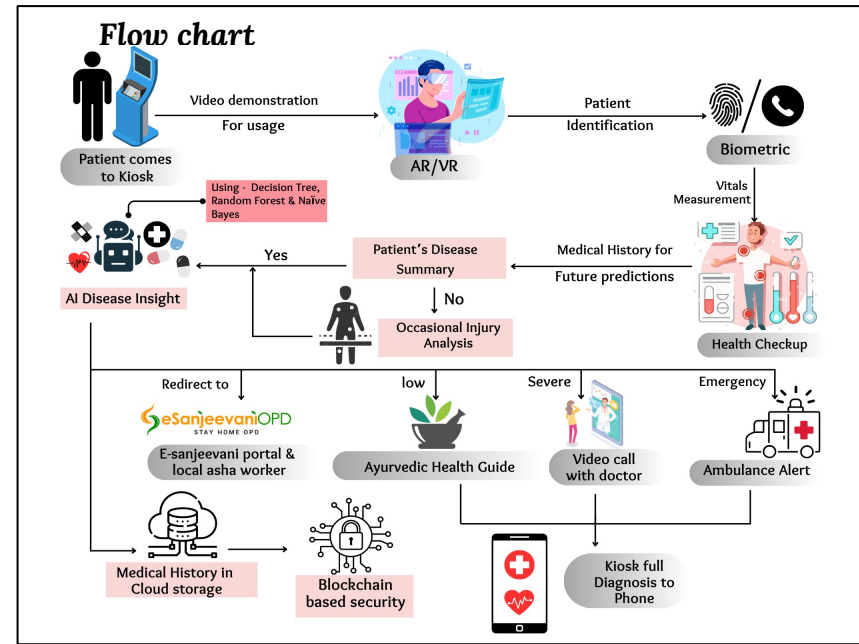 Flow chart
Video demonstration
For usage
Patient
Identification
Patient comes
to Kiosk
AR/VR
Biometric
Vitals
Measurement
Using - Decision Tree,
Random Forest & Naïve
Bayes
Yes
Patient's Disease
Summary
Medical History for
Future predictions
AI Disease Insight
No
Occasional Injury
Analysis
Health Checkup
Redirect to
low
Severe
Emergency
eSanjeevaniOPD
STAY HOME OPD
E-sanjeevani portal &
local asha worker
Ayurvedic Health Guide
Video call
with doctor
Ambulance Alert
Medical History in
Cloud storage
Blockchain
based security
Kiosk full
Diagnosis to
Phone